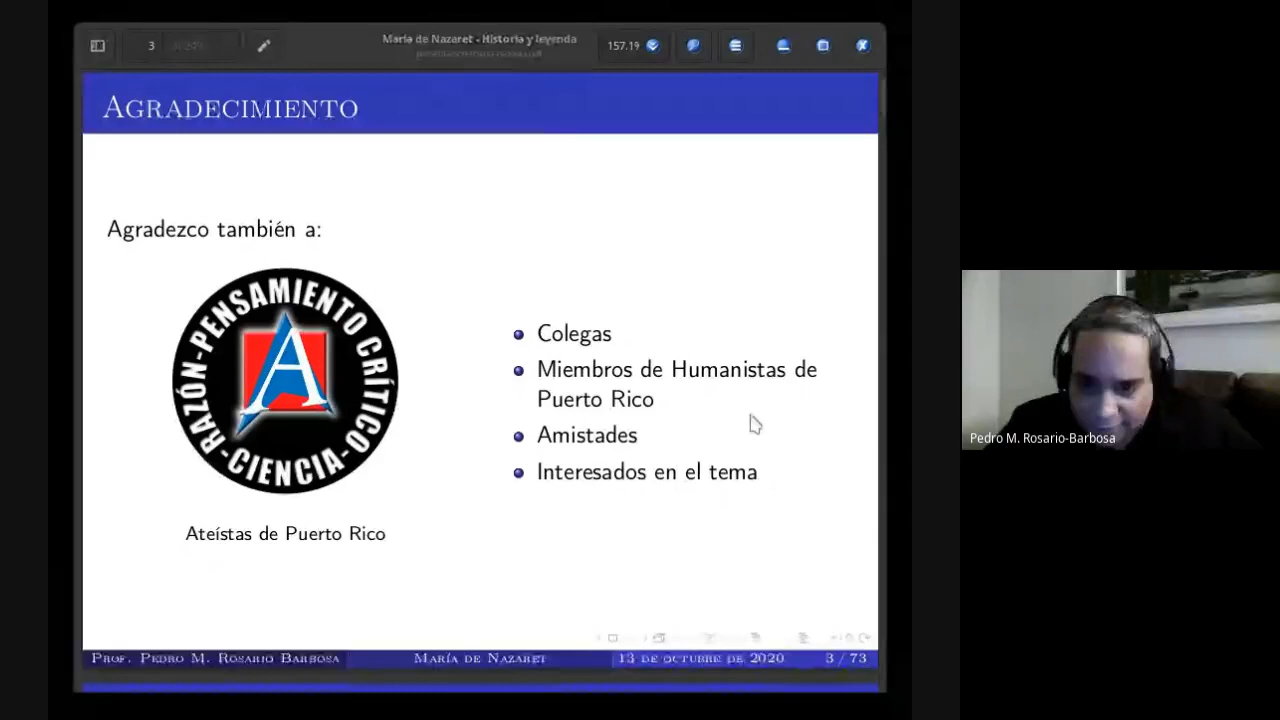 María de Nazaret - Historia y leyenda
3
157.19
AGRADECIMIENTO
Agradezco también a:
RAZÓN-PENSAMIENTO CRÍTICO-CIENCIA-
A
Ateístas de Puerto Rico
Colegas
Miembros de Humanistas de
Puerto Rico
Amistades
Interesados en el tema
PROF. PEDRO M. ROSARIO BARBOSA
MARÍA DE NAZARET
13 DE OCTUBRE DE 2020
3 / 73
Pedro M. Rosario-Barbosa